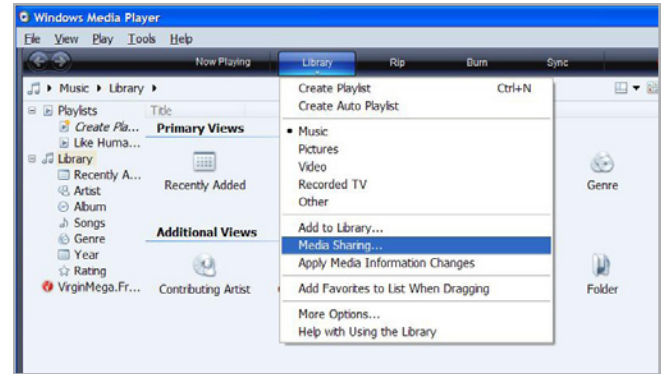 Windows Media Player
File View Play Tools Help
Now Playing Library Rip Burn Sync
Music Library
Create Playlist Ctrl+N
Create Auto Playlist
Music
Pictures
Video
Recorded TV
Other
Add to Library...
Media Sharing...
Apply Media Information Changes
Add Favorites to List When Dragging
More Options...
Help with Using the Library
Playlists
Create Pla...
Like Huma...
Library
Recently A...
Artist
Album
Songs
Genre
Year
Rating
VirginMega.Fr...
Title
Primary Views
Recently Added
Genre
Additional Views
Contributing Artist
Folder